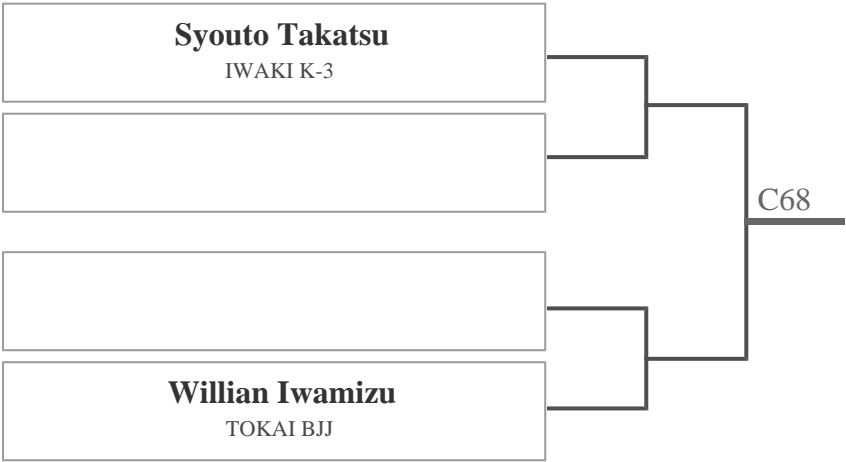 Syouto Takatsu
IWAKI K-3
C68
Willian Iwamizu
TOKAI BJJ